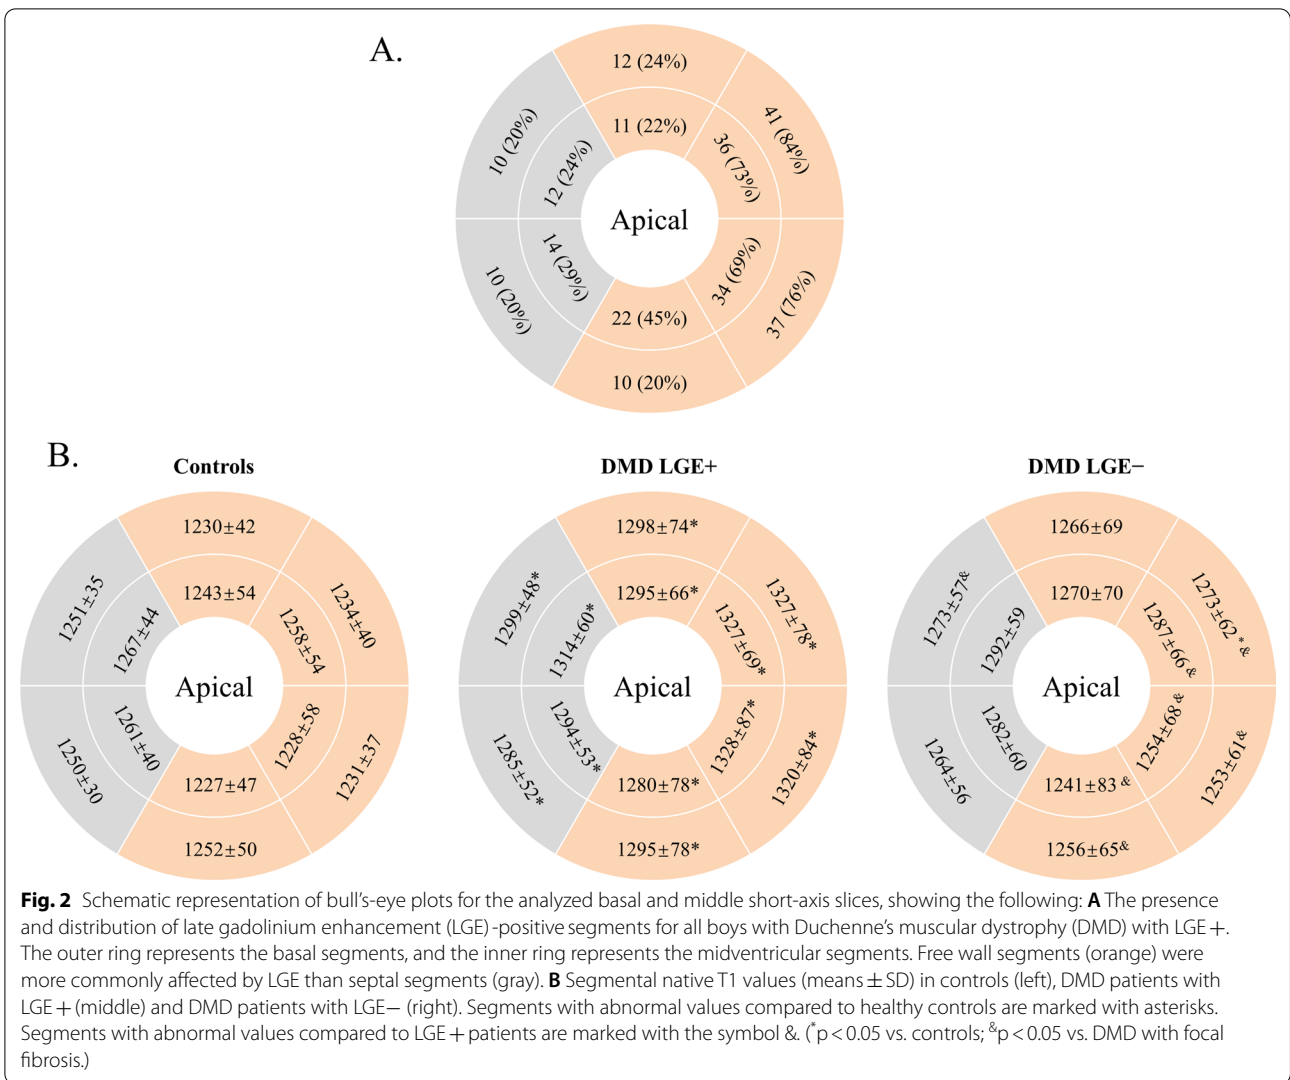 A.
12 (24%)
41 (84%)
37 (76%)
10 (20%)
10 (20%)
10 (20%)
11 (22%)
36 (73%)
34 (69%)
22 (45%)
14 (29%)
12 (24%)
Apical
B.
Controls
1230±42
1234±40
1231±37
1252±50
1250±30
1251±35
1243±54
1258±54
1228±58
1227±47
1261±40
1267±44
Apical
DMD LGE+
1298±74*
1327±78*
1320±84*
1295±78*
1285±52*
1299±48*
1295±66*
1327±69*
1328±87*
1280±78*
1294±53*
1314±60*
Apical
DMD LGE−
1266±69
1273±62 * &
1253±61&
1256±65&
1264±56
1273±57&
1270±70
1287±66 &
1254±68 &
1241±83 &
1282±60
1292±59
Apical
Fig. 2 Schematic representation of bull's-eye plots for the analyzed basal and middle short-axis slices, showing the following: A The presence
and distribution of late gadolinium enhancement (LGE) -positive segments for all boys with Duchenne's muscular dystrophy (DMD) with LGE +.
The outer ring represents the basal segments, and the inner ring represents the midventricular segments. Free wall segments (orange) were
more commonly affected by LGE than septal segments (gray). B Segmental native T1 values (means ± SD) in controls (left), DMD patients with
LGE + (middle) and DMD patients with LGE− (right). Segments with abnormal values compared to healthy controls are marked with asterisks.
Segments with abnormal values compared to LGE + patients are marked with the symbol &. (*p < 0.05 vs. controls; &p < 0.05 vs. DMD with focal
fibrosis.)